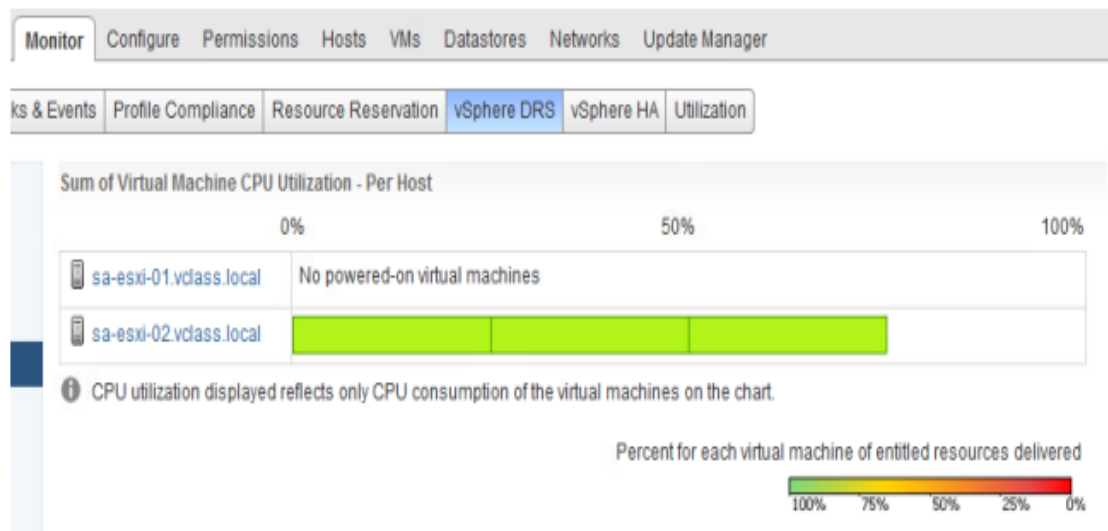 Monitor Configure Permissions Hosts VMs Datastores Networks Update Manager
ks & Events Profile Compliance Resource Reservation vSphere DRS vSphere HA Utilization
Sum of Virtual Machine CPU Utilization - Per Host
0% 50% 100%
sa-esxi-01.vclass.local No powered-on virtual machines
sa-esxi-02.vclass.local
CPU utilization displayed reflects only CPU consumption of the virtual machines on the chart.
Percent for each virtual machine of entitled resources delivered
100% 75% 50% 25% 0%